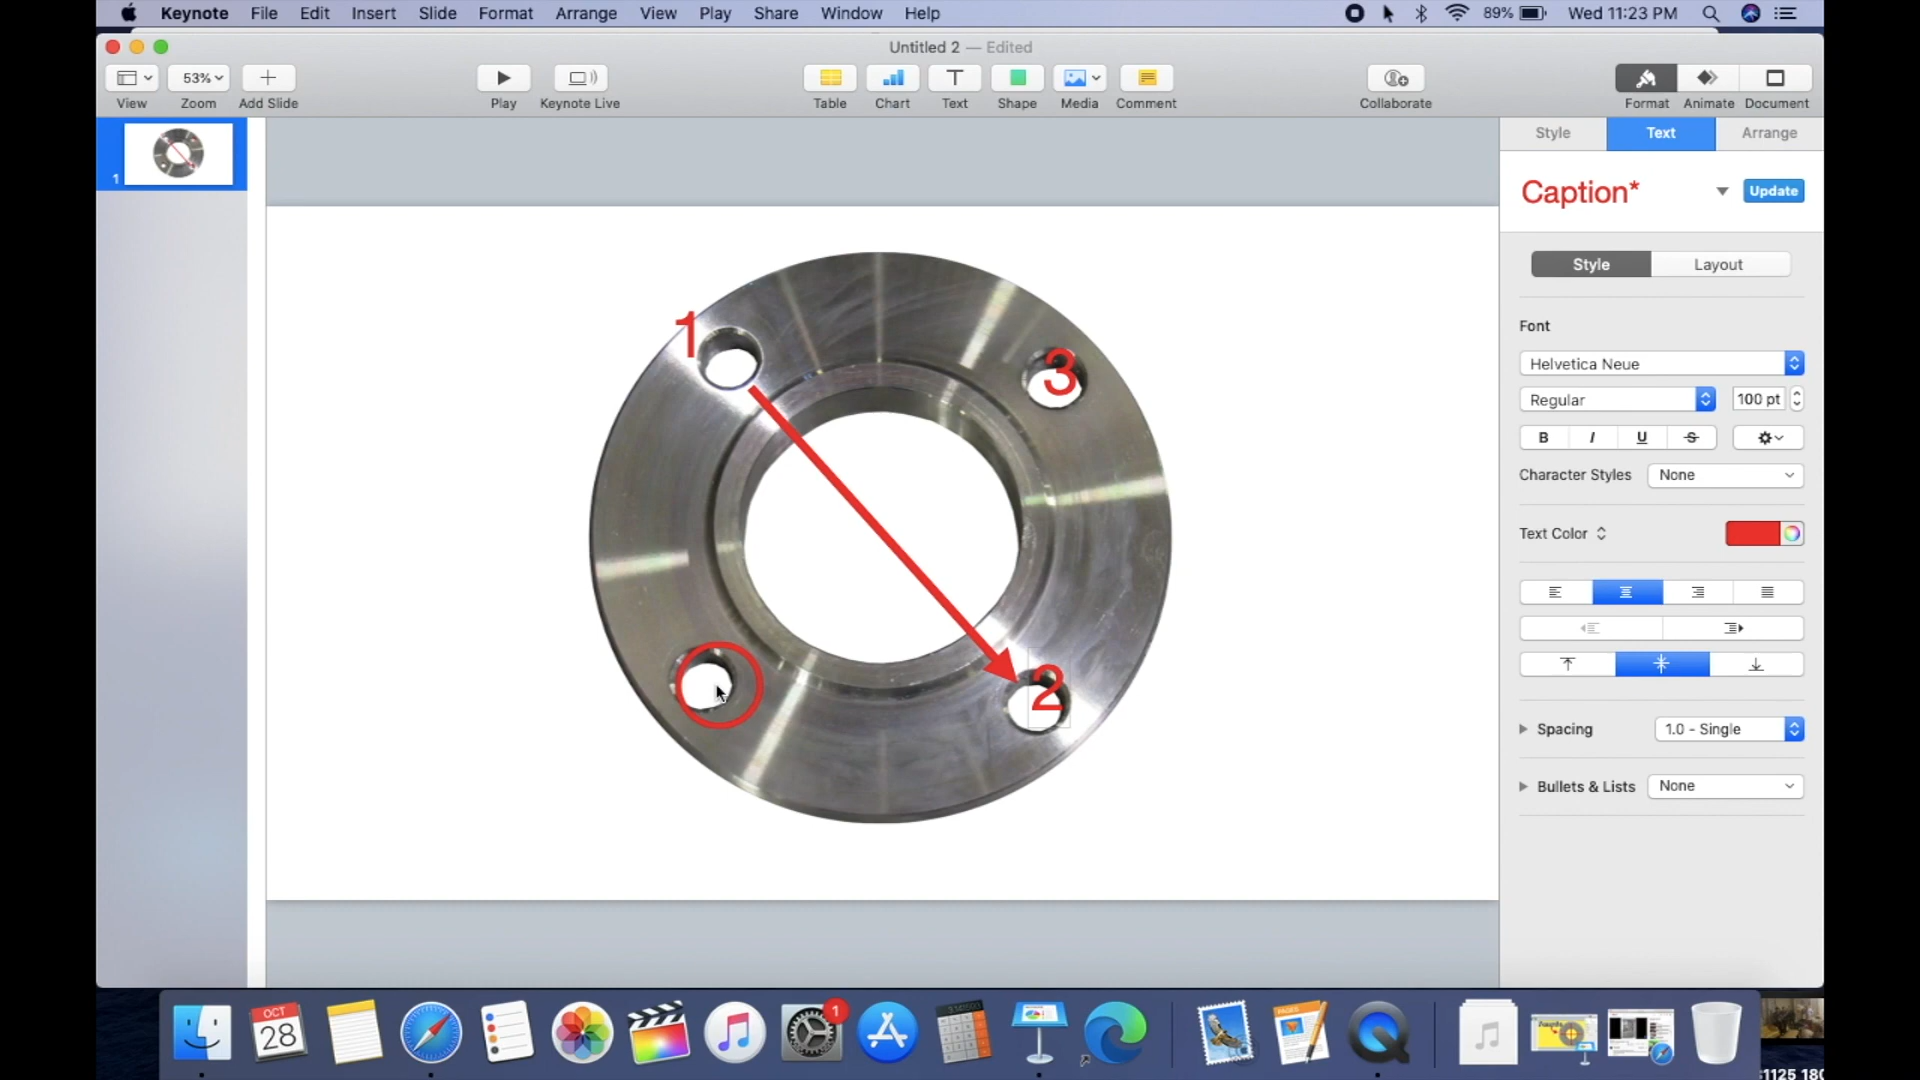 Keynote File Edit Insert Slide Format Arrange View Play Share Window Help 89% Wed 11:23 PM
Untitled 2 — Edited
53%
View Zoom Add Slide Play Keynote Live Table Chart Text Shape Media Comment Collaborate Format Animate Document
Style Text Arrange
1
Caption* Update
Style Layout
Font
Helvetica Neue
Regular 100 pt
B I U S
Character Styles None
Text Color
Spacing 1.0 - Single
Bullets & Lists None
1
3
2
OCT
28
PAGES
1